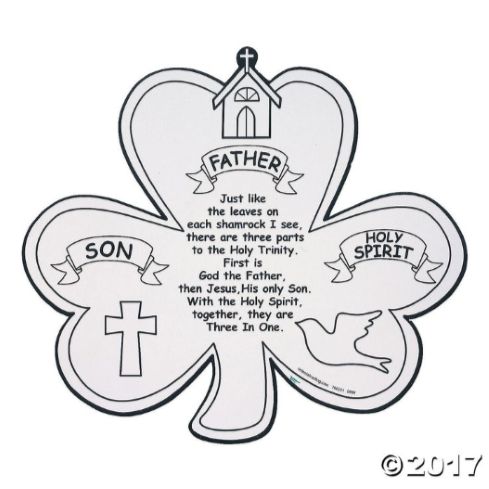 FATHER
Just like
the leaves on
each shamrock I see,
there are three parts
to the Holy Trinity.
First is
God the Father,
then Jesus,His only Son.
With the Holy Spirit,
together, they are
Three In One.
SON
HOLY
SPIRIT
©2017